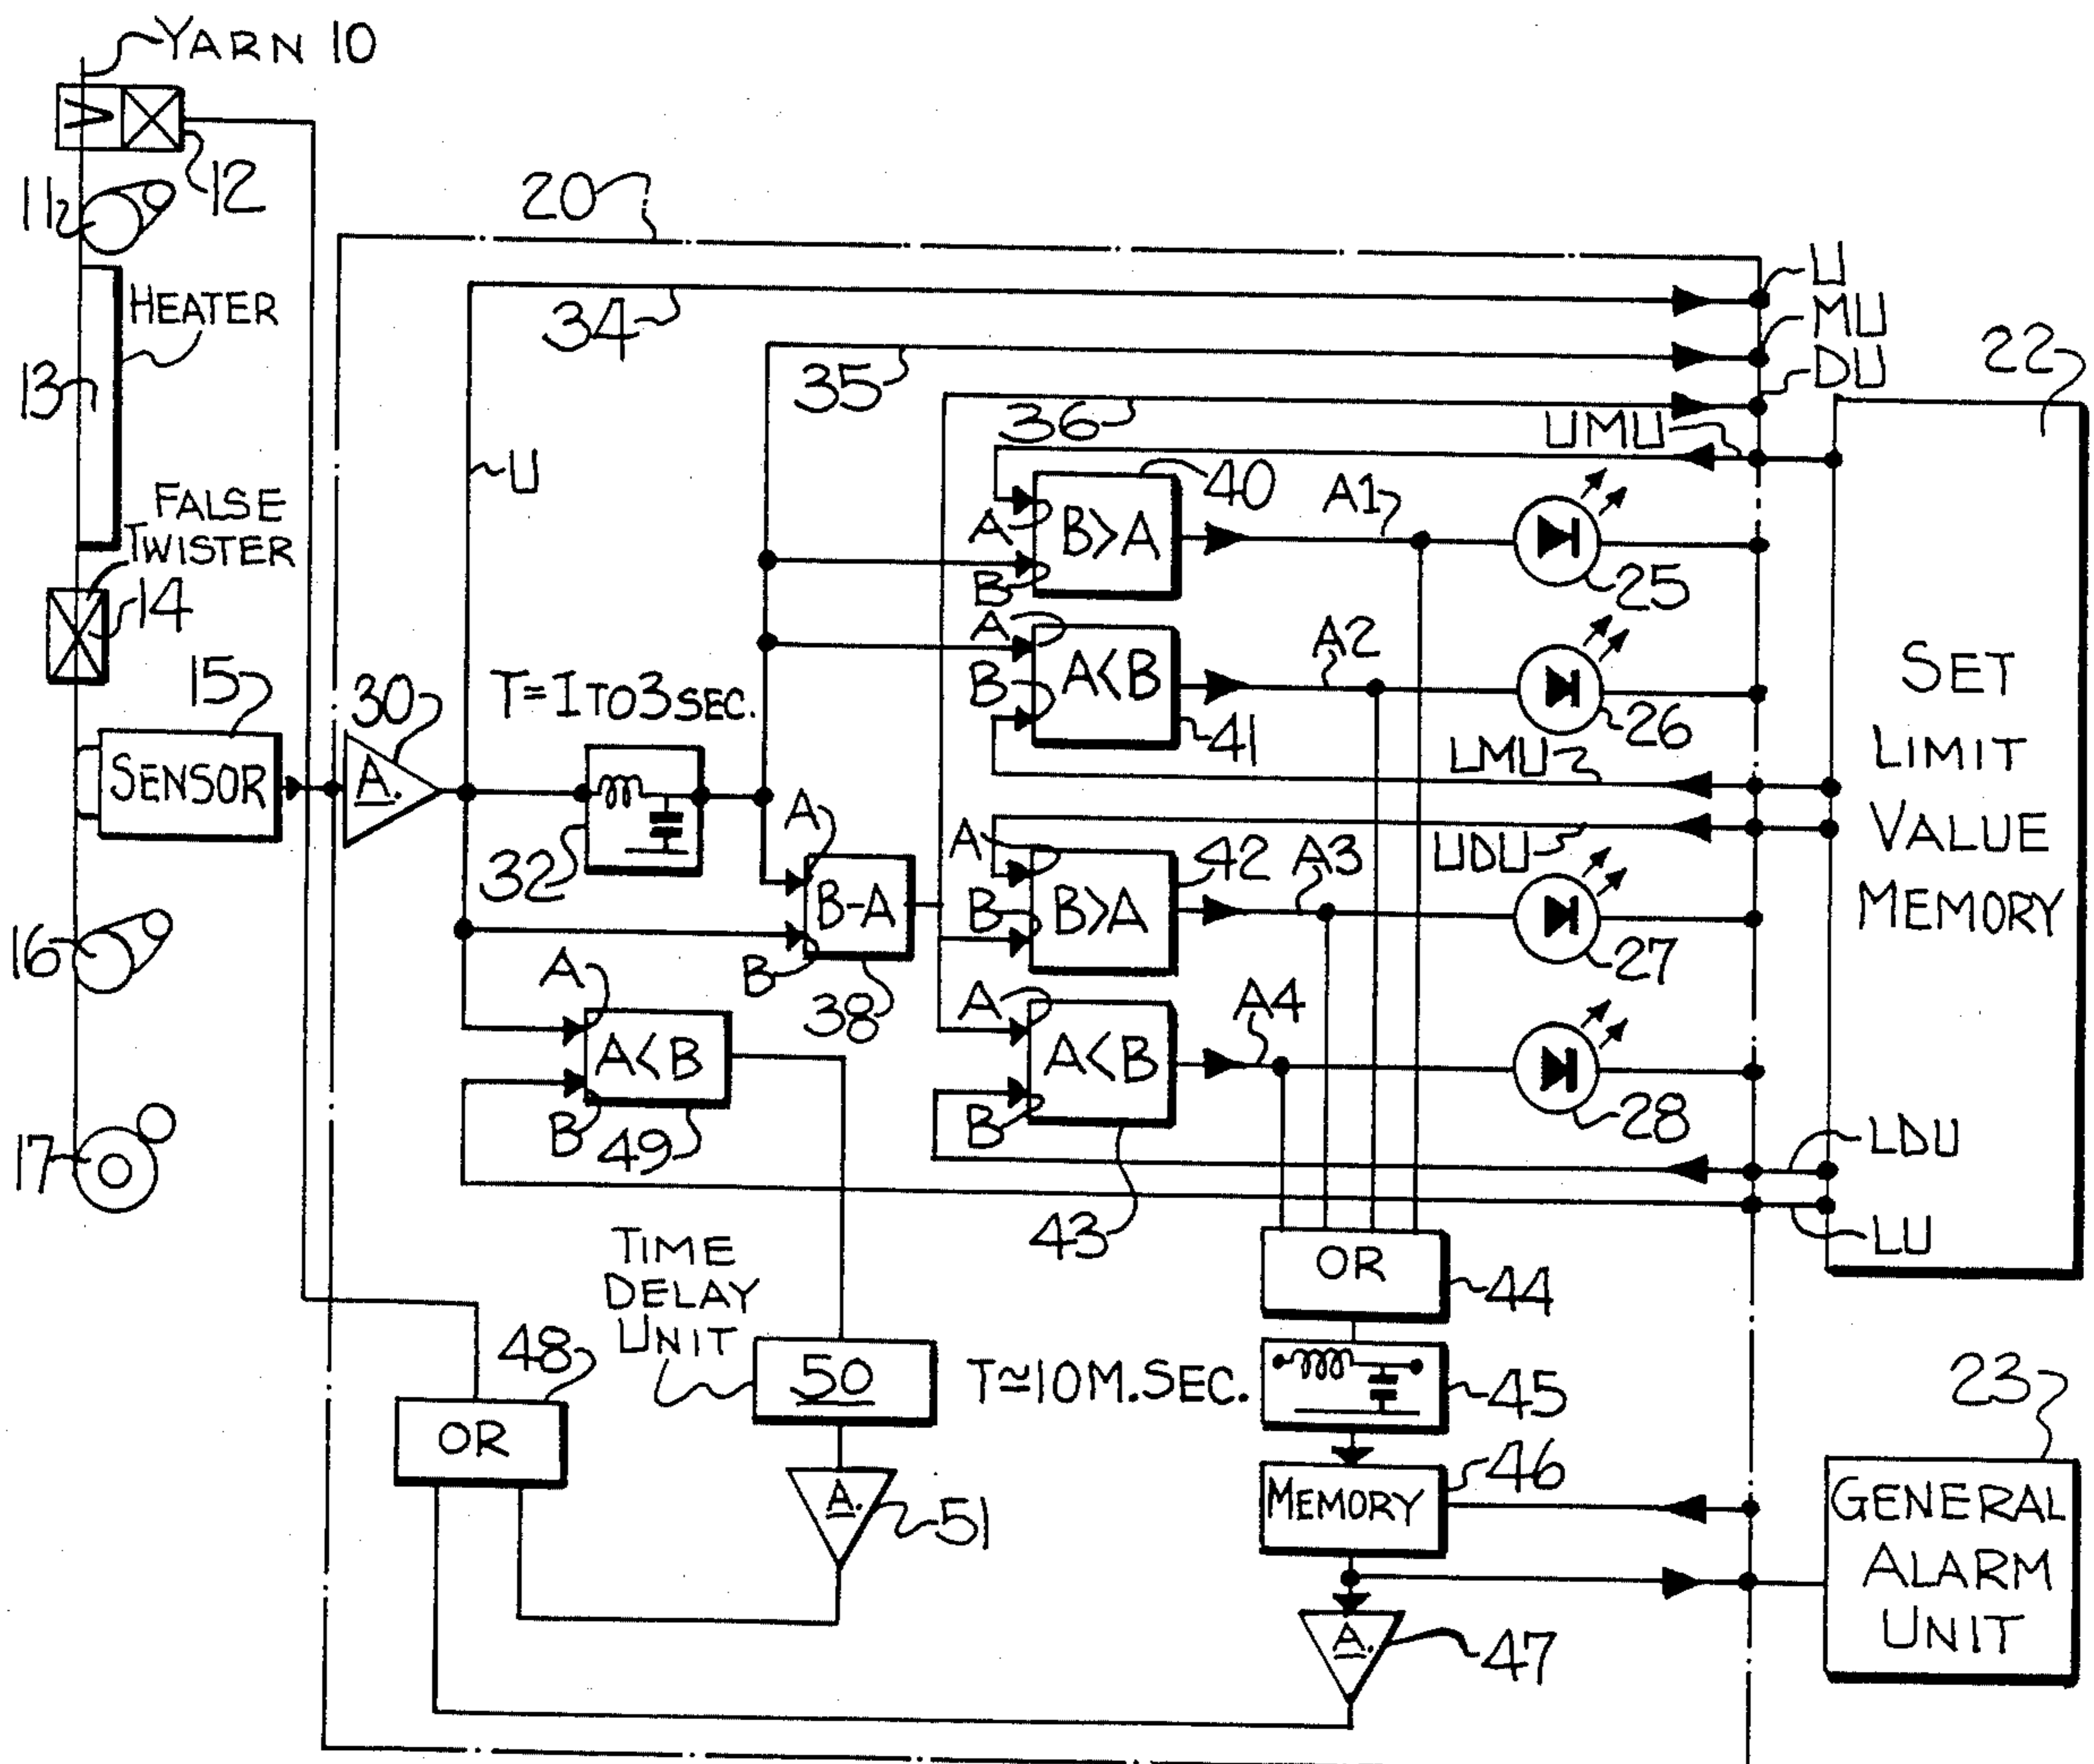 YARN 10
12
11
20
U
MU
DU
HEATER
34
22
13
35
36
UMU
U
40
A1
FALSE
TWISTER
A
B>A
B
25
14
A
A2
15
30
T=1 TO 3 SEC.
B
A<B
26
SET
LIMIT
VALUE
MEMORY
41
LMU
SENSOR
A.
A
A
UDU
32
42
A3
B-A
B
B>A
16
A
B
27
38
A
A4
A<B
A<B
B
49
B
28
17
LDU
43
LU
TIME
DELAY
UNIT
OR
44
48
50
T≃10 M.SEC.
45
23
OR
46
A.
51
MEMORY
GENERAL
ALARM
UNIT
A.
47